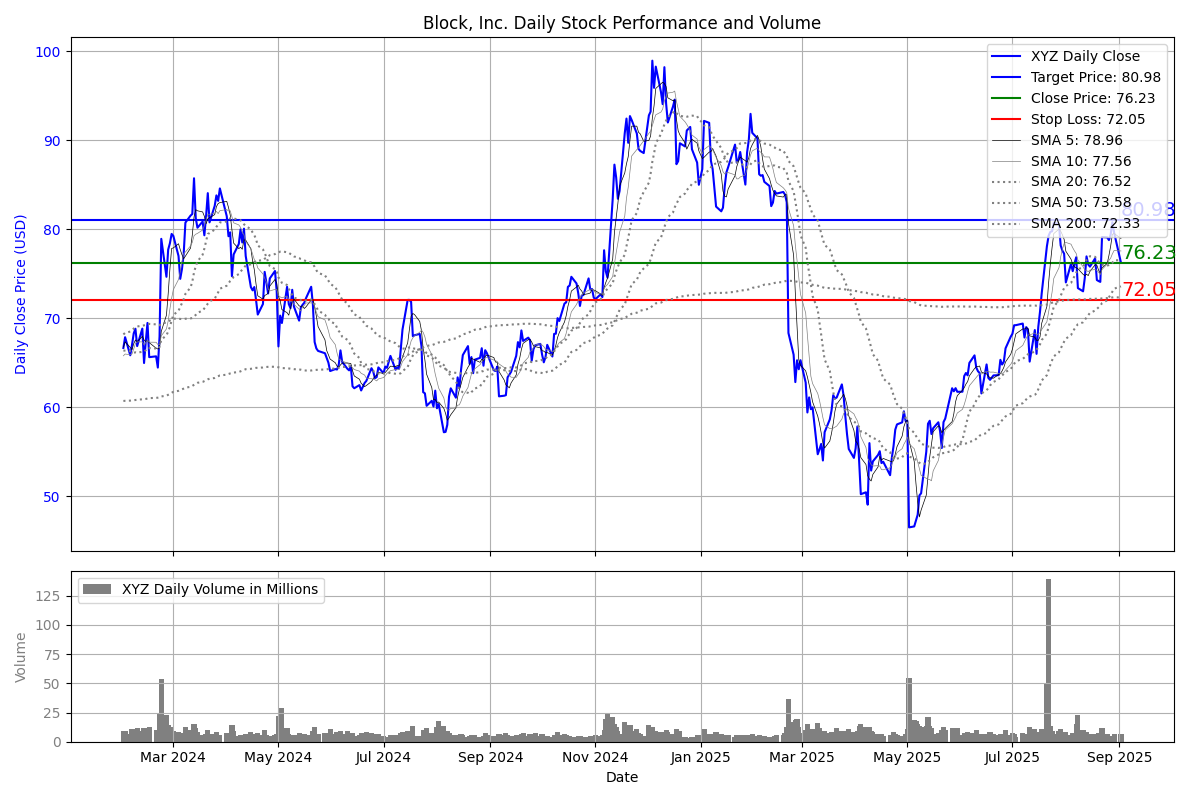 Block, Inc. Daily Stock Performance and Volume
Daily Close Price (USD)
100
90
80
70
60
50
XYZ Daily Close
Target Price: 80.98
Close Price: 76.23
Stop Loss: 72.05
SMA 5: 78.96
SMA 10: 77.56
SMA 20: 76.52
SMA 50: 73.58
SMA 200: 72.33
80.98
76.23
72.05
Volume
125
100
75
50
25
0
XYZ Daily Volume in Millions
Mar 2024
May 2024
Jul 2024
Sep 2024
Nov 2024
Jan 2025
Mar 2025
May 2025
Jul 2025
Sep 2025
Date